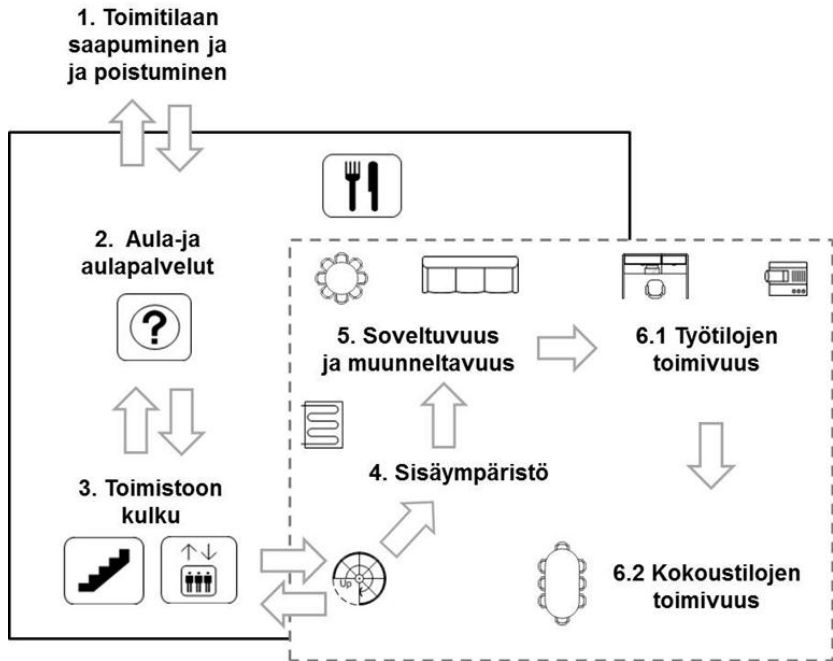 1. Toimitilaan
saapuminen ja
ja poistuminen
2. Aula-ja
aulapalvelut
?
3. Toimistoon
kulku
4. Sisäympäristö
5. Soveltuvuus
ja muunneltavuus
6.1 Työtilojen
toimivuus
6.2 Kokoustilojen
toimivuus
Up